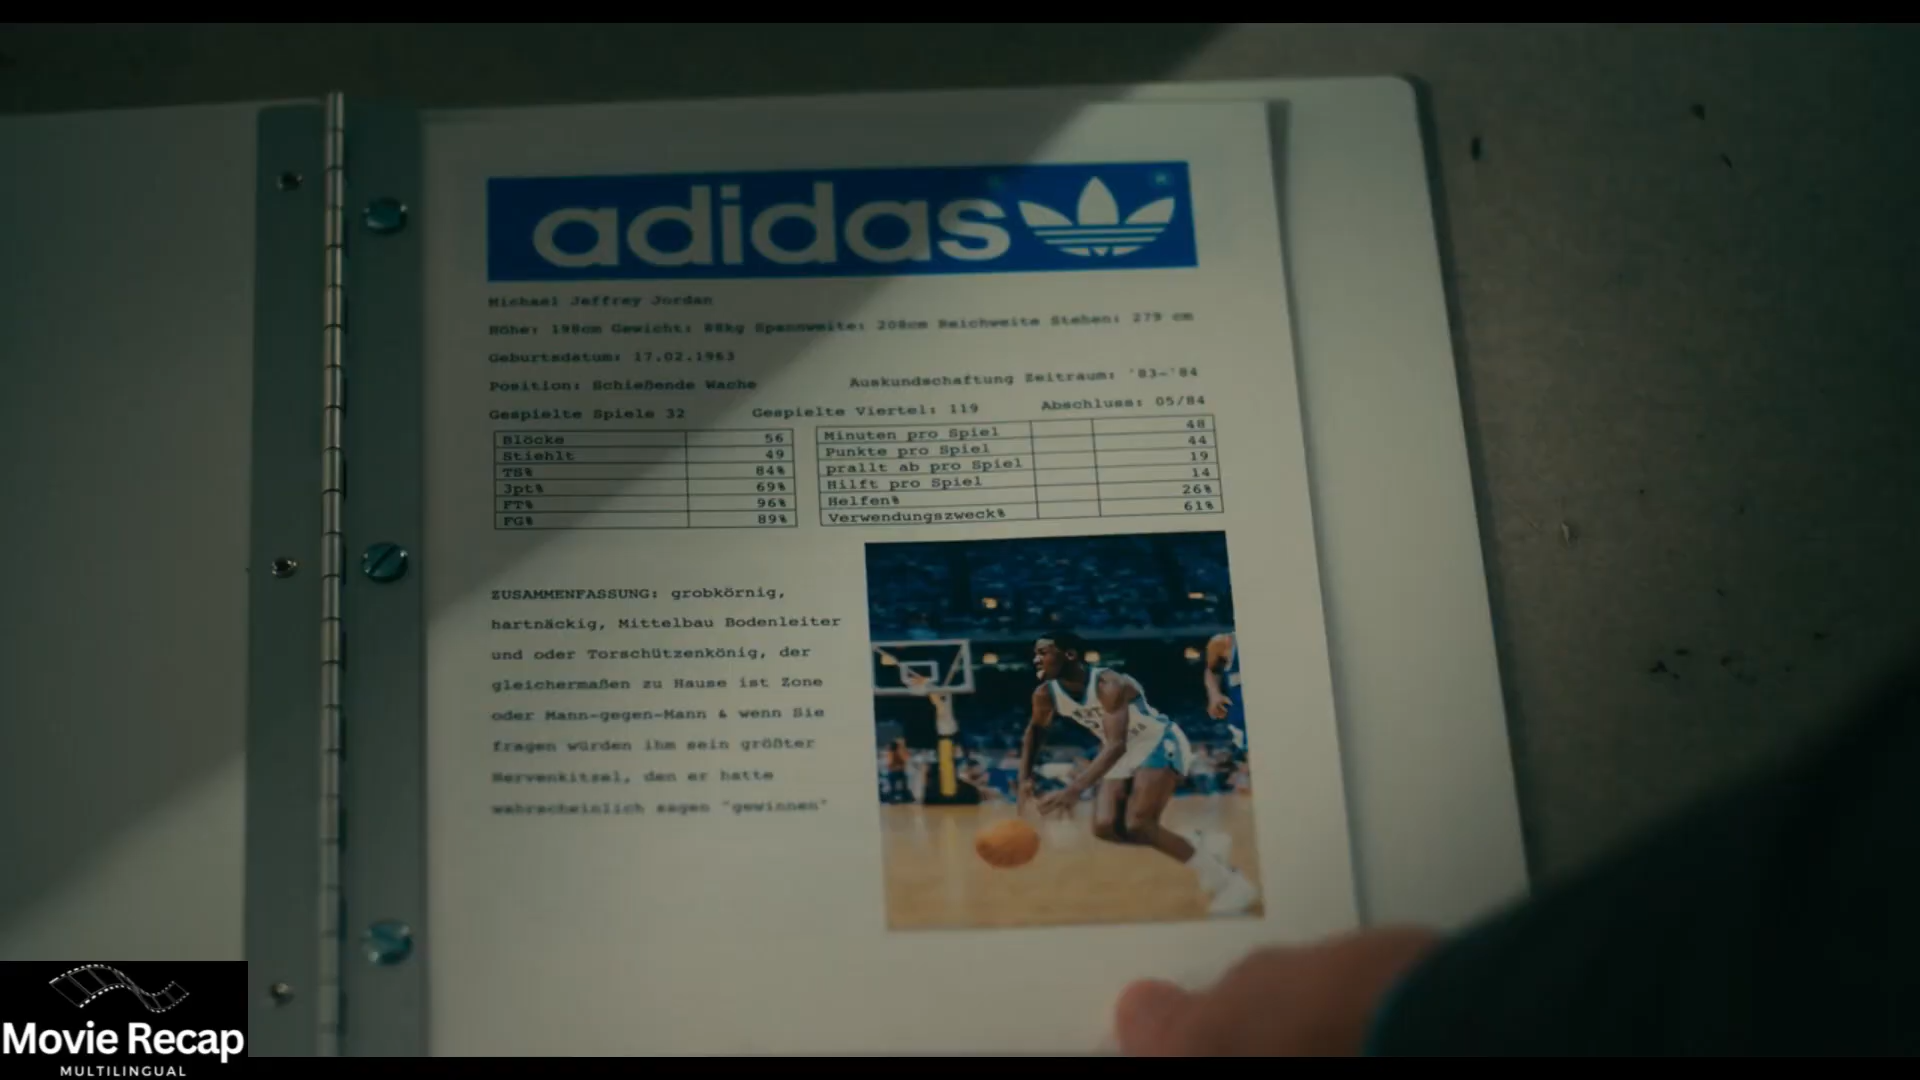 adidas
Michael Jeffrey Jordan
Höhe: 198cm Gewicht: 88kg Spannweite: 208cm Reichweite Stehen: 279 cm
Geburtsdatum: 17.02.1963
Position: Schießende Wache Auskundschaftung Zeitraum: '83-'84
Gespielte Spiele 32 Gespielte Viertel: 119 Abschluss: 05/84
Blöcke 56
Stiehlt 49
TS% 84%
3pt% 69%
FT% 96%
FG% 89%
Minuten pro Spiel 48
Punkte pro Spiel 44
prallt ab pro Spiel 19
Hilft pro Spiel 14
Helfen% 26%
Verwendungszweck% 61%
ZUSAMMENFASSUNG: grobkörnig,
hartnäckig, Mittelbau Bodenleiter
und oder Torschützenkönig, der
gleichermaßen zu Hause ist Zone
oder Mann-gegen-Mann & wenn Sie
fragen würden ihm sein größter
Nervenkitzel, den er hatte
wahrscheinlich sagen "gewinnen"
Movie Recap
MULTILINGUAL